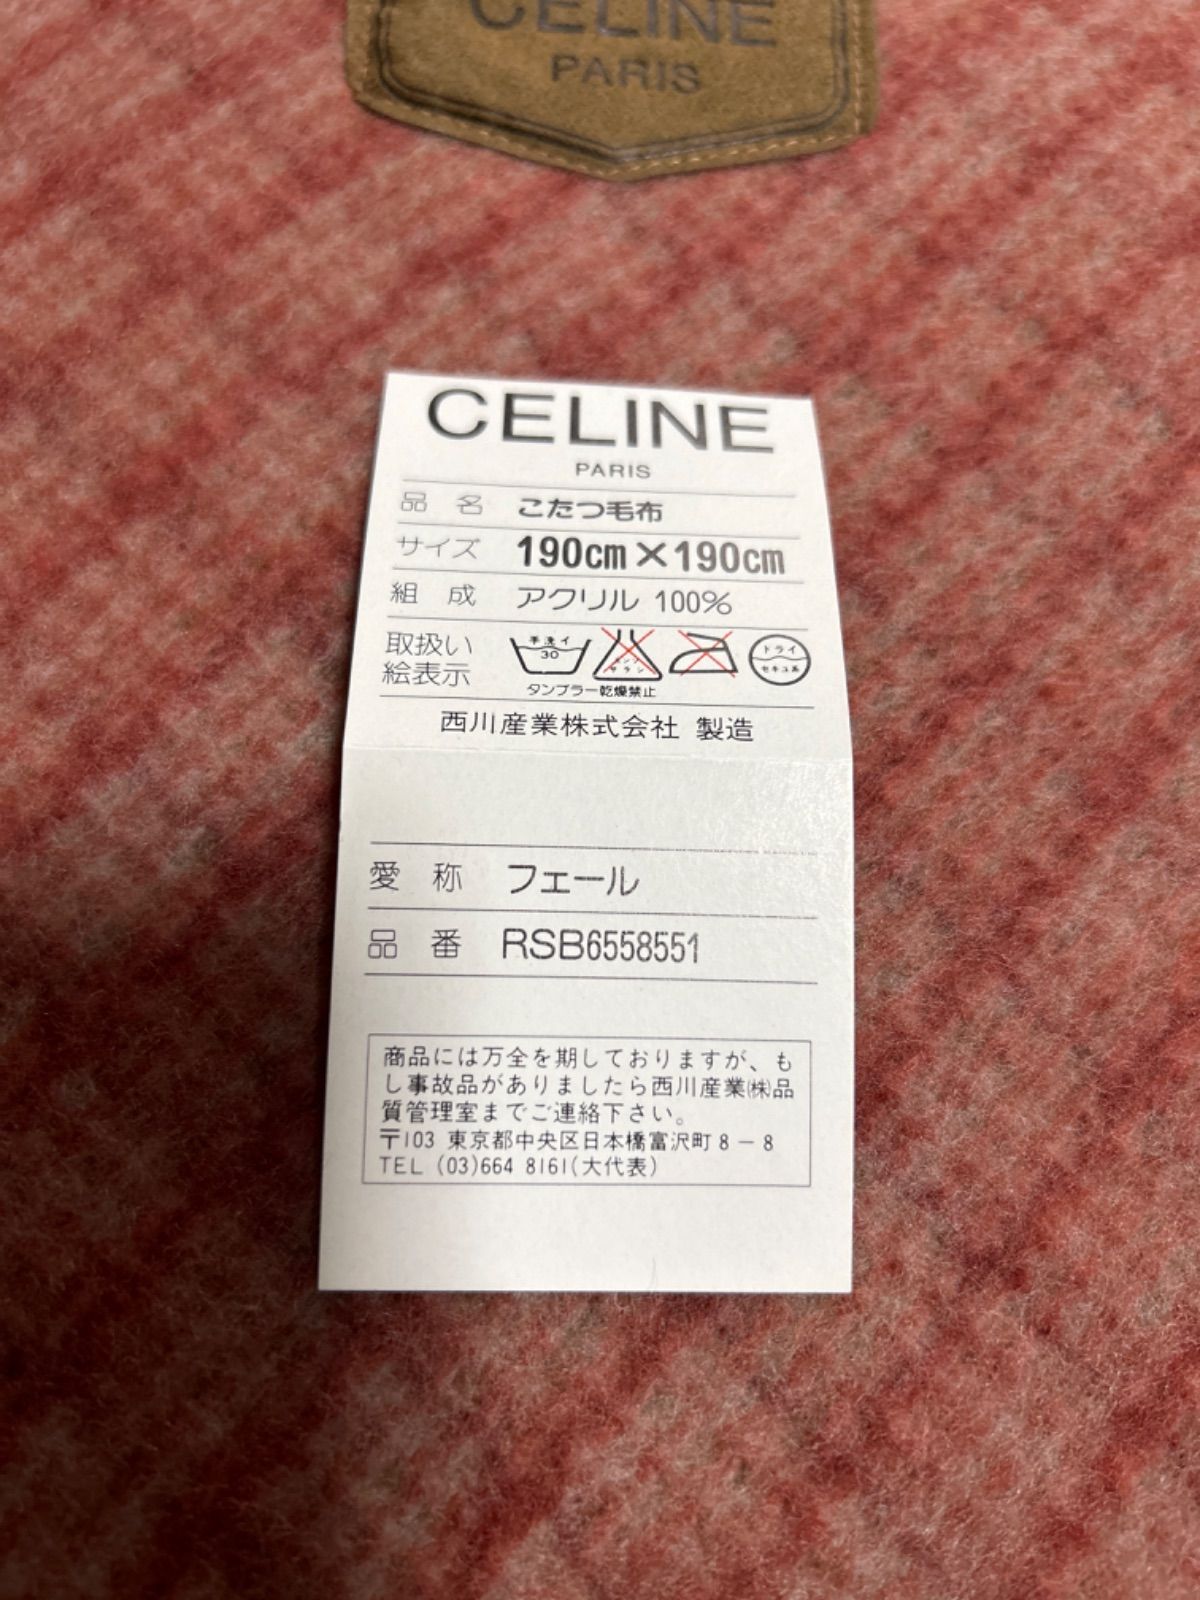 CELINE
PARIS
CELINE
PARIS
品名 こたつ毛布
サイズ 190cm×190cm
組成 アクリル 100%
取扱い絵表示
手洗イ
30
エンソサラシ
ドライ
セキユ系
タンブラー乾燥禁止
西川産業株式会社 製造
愛称 フェール
品番 RSB6558551
商品には万全を期しておりますが、も
し事故品がありましたら西川産業㈱品
質管理室までご連絡下さい。
〒103 東京都中央区日本橋富沢町8-8
TEL (03)664 8161(大代表)